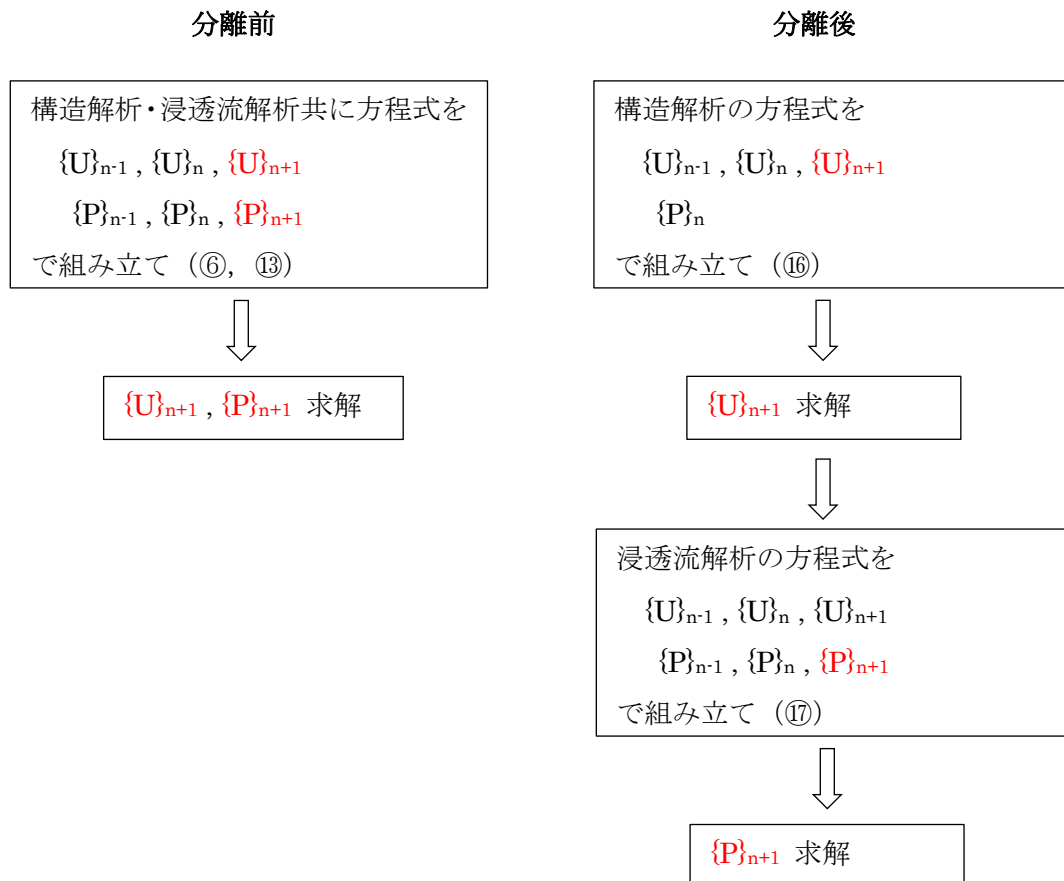 分離前
構造解析・浸透流解析共に方程式を
{U}n-1 , {U}n , {U}n+1
{P}n-1 , {P}n , {P}n+1
で組み立て（⑥，⑬）
{U}n+1 , {P}n+1 求解
分離後
構造解析の方程式を
{U}n-1 , {U}n , {U}n+1
{P}n
で組み立て（⑯）
{U}n+1 求解
浸透流解析の方程式を
{U}n-1 , {U}n , {U}n+1
{P}n-1 , {P}n , {P}n+1
で組み立て（⑰）
{P}n+1 求解